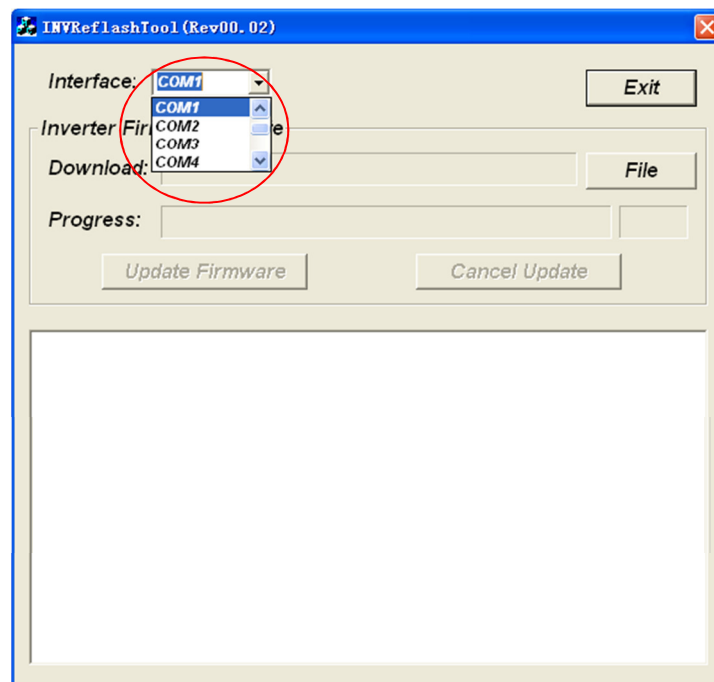 INVReflashTool(Rev00.02)
Interface: COM1
Exit
COM1
COM2
COM3
COM4
Inverter Fir e
Download:
File
Progress:
Update Firmware
Cancel Update